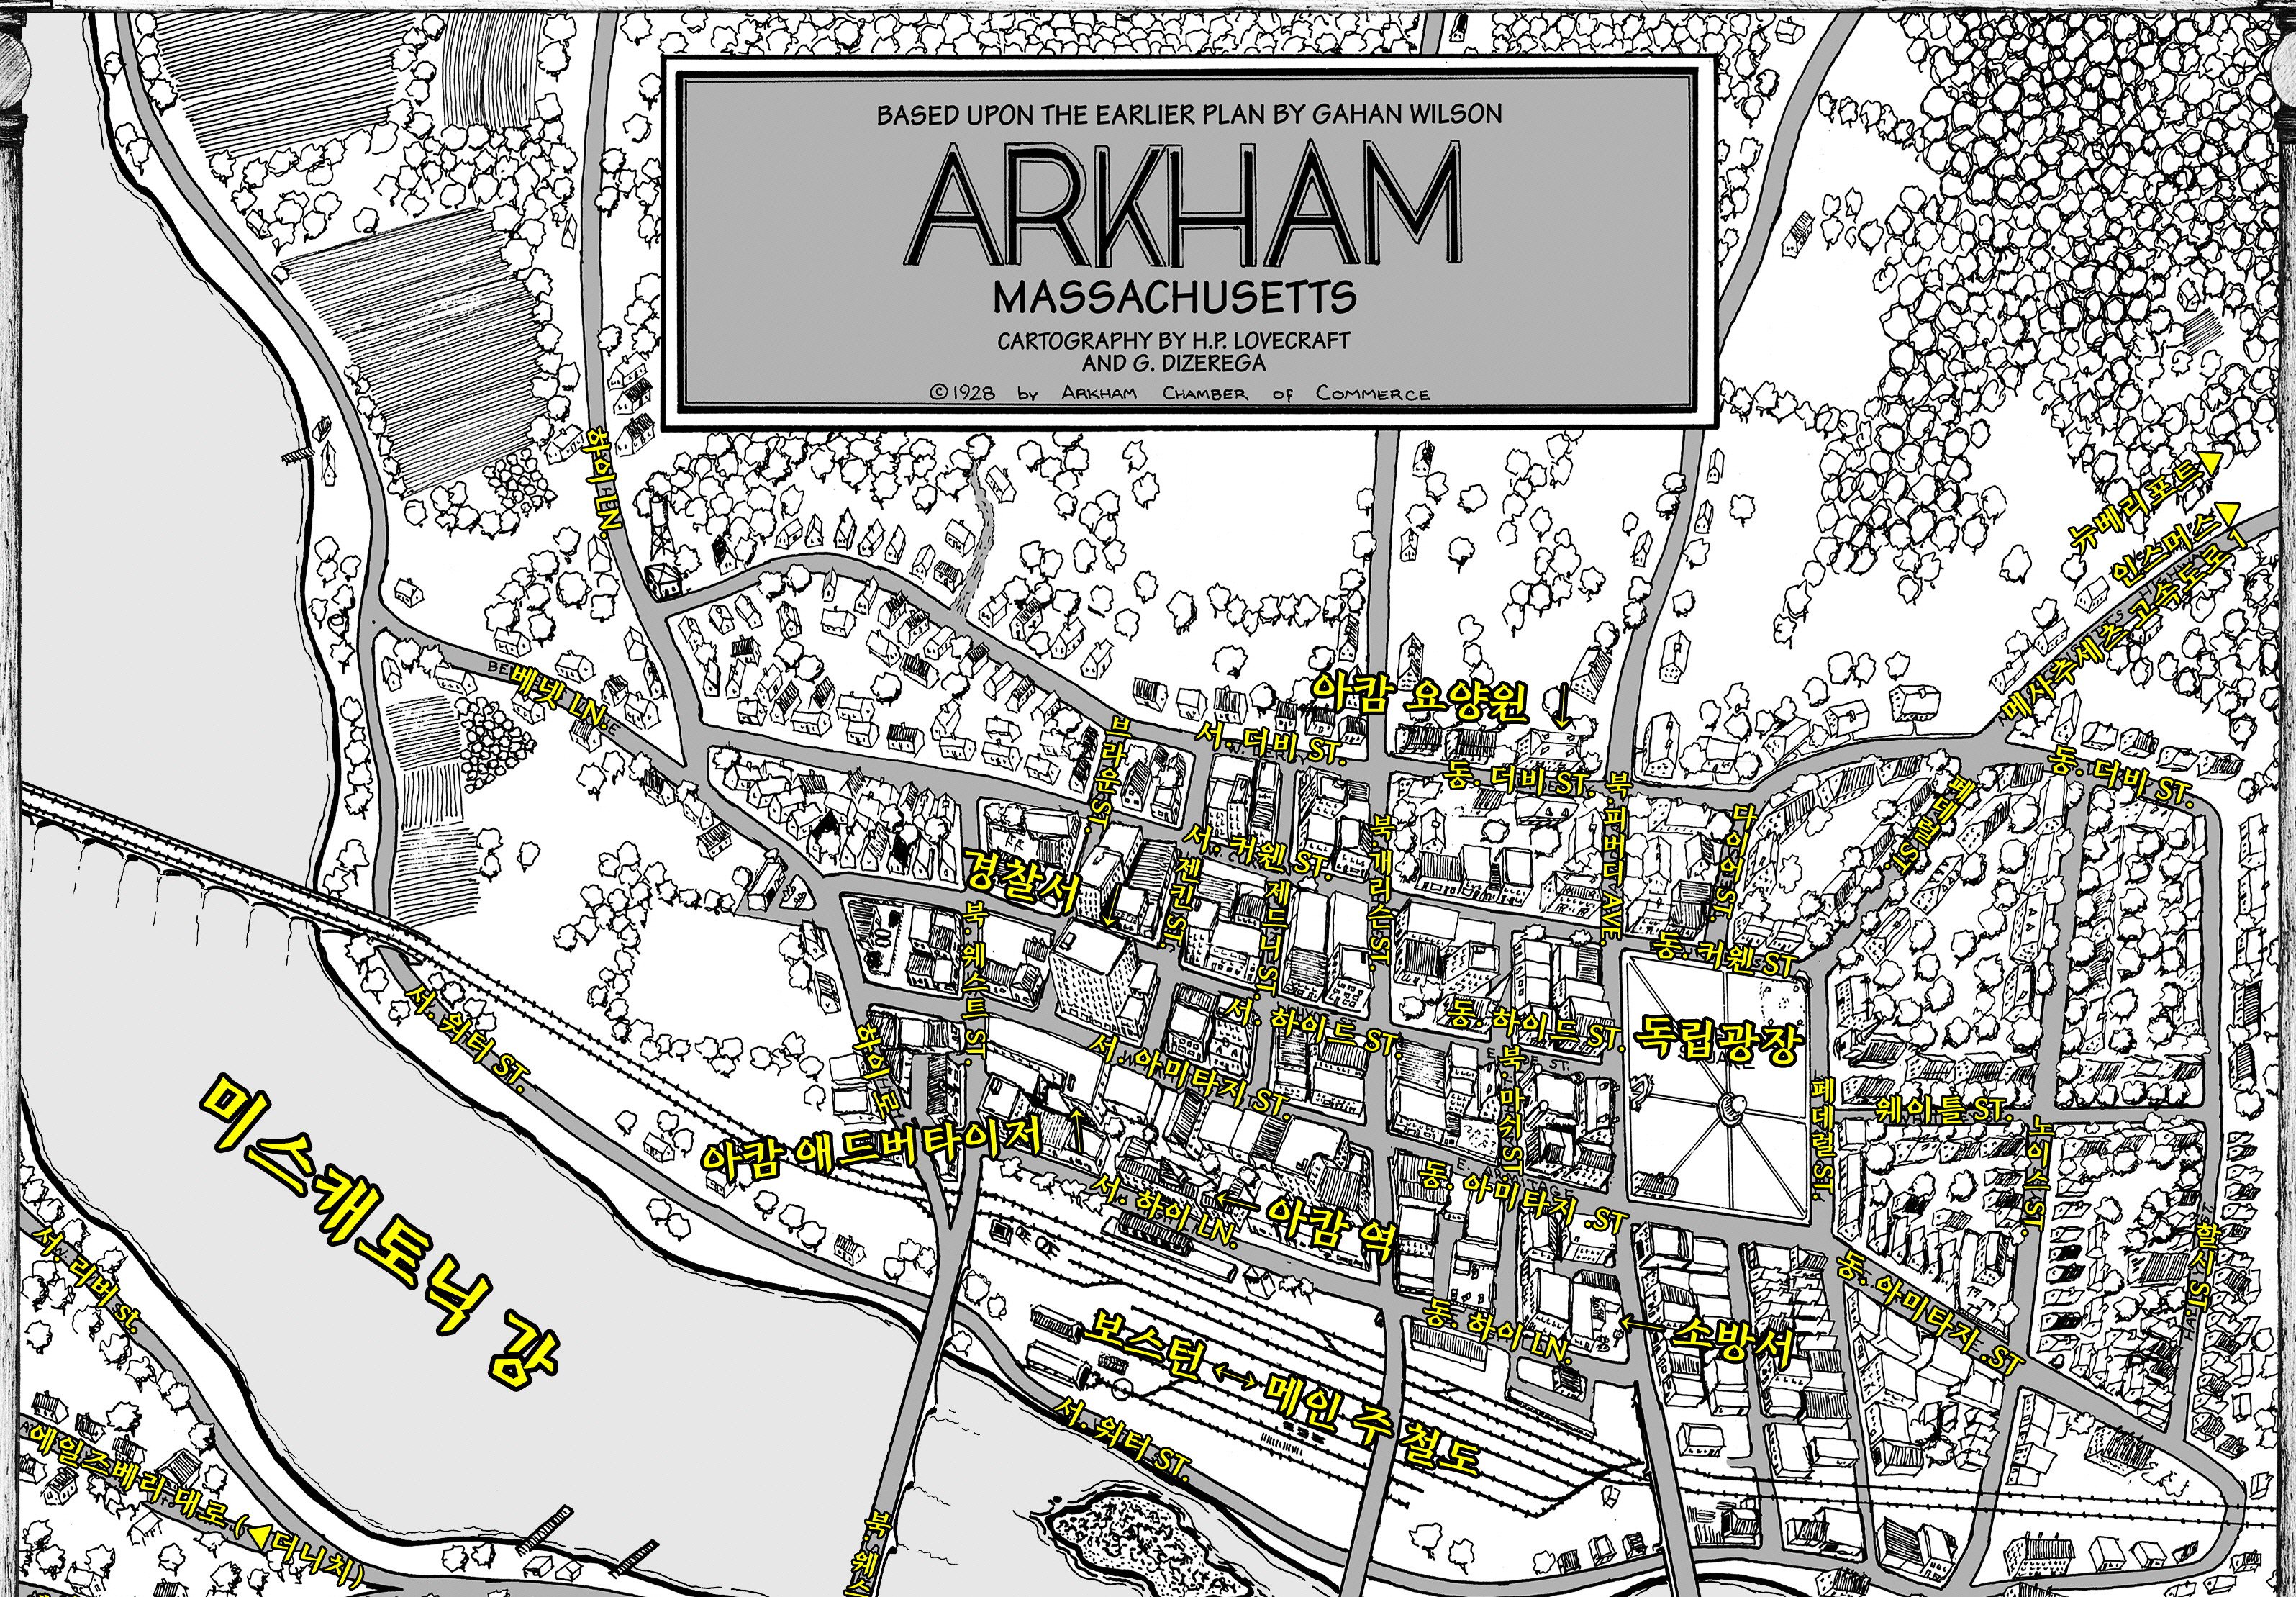 BASED UPON THE EARLIER PLAN BY GAHAN WILSON
ARKHAM
MASSACHUSETTS
CARTOGRAPHY BY H.P. LOVECRAFT
AND G. DIZEREGA
©1928 by ARKHAM CHAMBER of COMMERCE
하이 LN.
뉴베리포트▲
인스머스▲
메사추세츠 고속도로 1
베넷 LN.
아캄 요양원
브라운 ST.
서. 더비 ST.
동. 더비 ST.
동. 더비 ST.
북.피버디 AVE.
다이어 ST.
페데럴 ST.
서. 커웬 ST.
북.개리슨 ST.
경찰서
젠킨 ST.
제드니 ST.
북. 웨스트 ST.
동. 커웬 ST
서. 워터 ST.
서. 하이드 ST.
동. 하이드 ST.
독립광장
하이 로
서. 아미타지 ST.
북.마치 ST.
페데럴 ST.
웨이틀 ST.
노이스 ST.
미스캐토닉 강
아캄 애드버타이저
서. 하이 LN.
아캄 역
동. 아미타지 .ST
할시 ST.
서. 리버 st.
동. 아미타지 .ST
동. 하이 LN.
소방서
보스턴 ↔ 메인 주 철도
서. 워터 ST.
에일즈베리 대로 (◀더니치)
북. 웨스